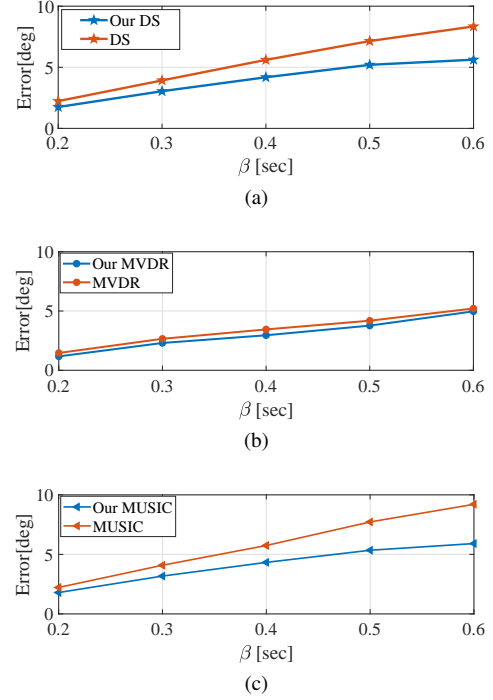 10
Our DS
DS
5
0
Error[deg]
0.2 0.3 0.4 0.5 0.6
β [sec]
(a)
10
Our MVDR
MVDR
5
0
Error[deg]
0.2 0.3 0.4 0.5 0.6
β [sec]
(b)
10
Our MUSIC
MUSIC
5
0
Error[deg]
0.2 0.3 0.4 0.5 0.6
β [sec]
(c)